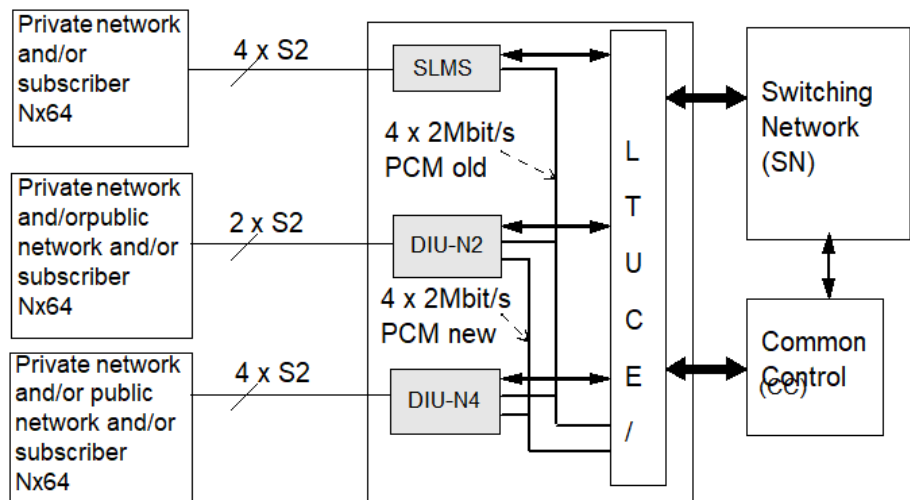 Private network
and/or
subscriber
Nx64
4 x S2
SLMS
4 x 2Mbit/s
PCM old
Private network
and/orpublic
network and/or
subscriber
Nx64
2 x S2
DIU-N2
4 x 2Mbit/s
PCM new
Private network
and/or public
network and/or
subscriber
Nx64
4 x S2
DIU-N4
L
T
U
C
E
/
Switching
Network
(SN)
Common
Control
(CC)